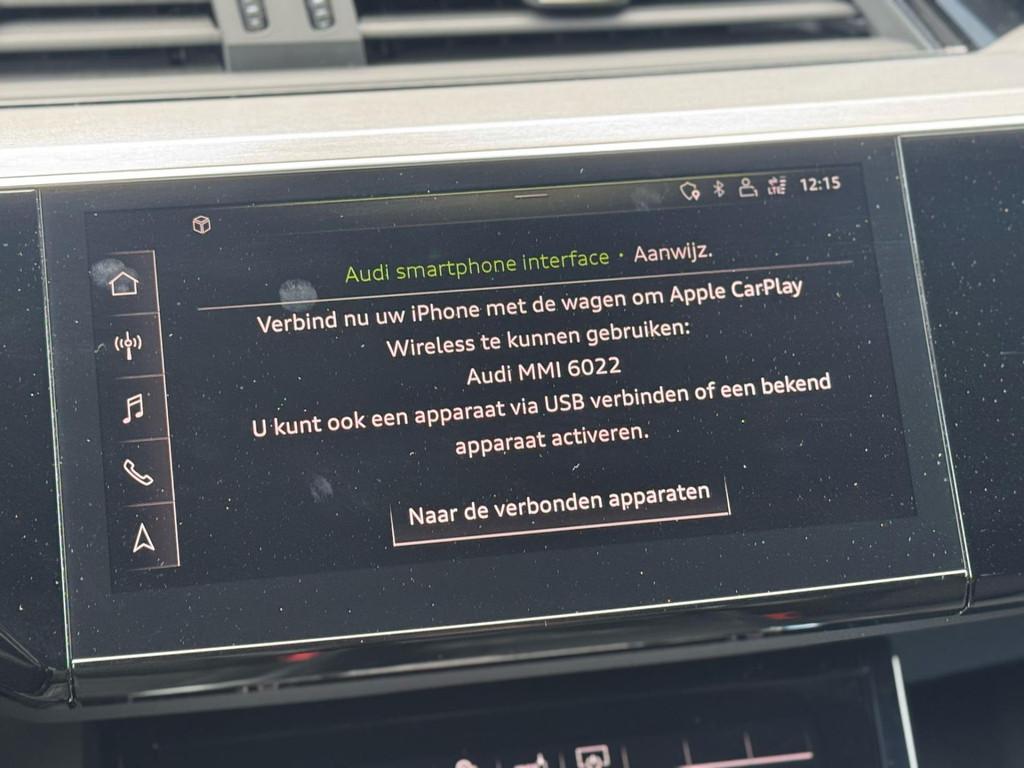 LTE 12:15
Audi smartphone interface · Aanwijz.
Verbind nu uw iPhone met de wagen om Apple CarPlay
Wireless te kunnen gebruiken:
Audi MMI 6022
U kunt ook een apparaat via USB verbinden of een bekend
apparaat activeren.
Naar de verbonden apparaten